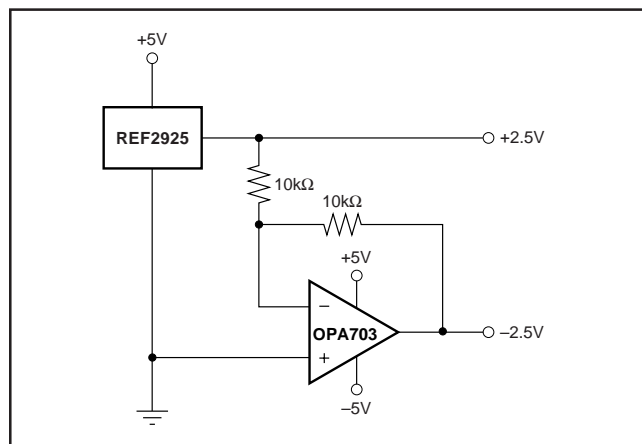 +5V
REF2925
+2.5V
10kΩ
10kΩ
+5V
−
OPA703
+
−2.5V
−5V